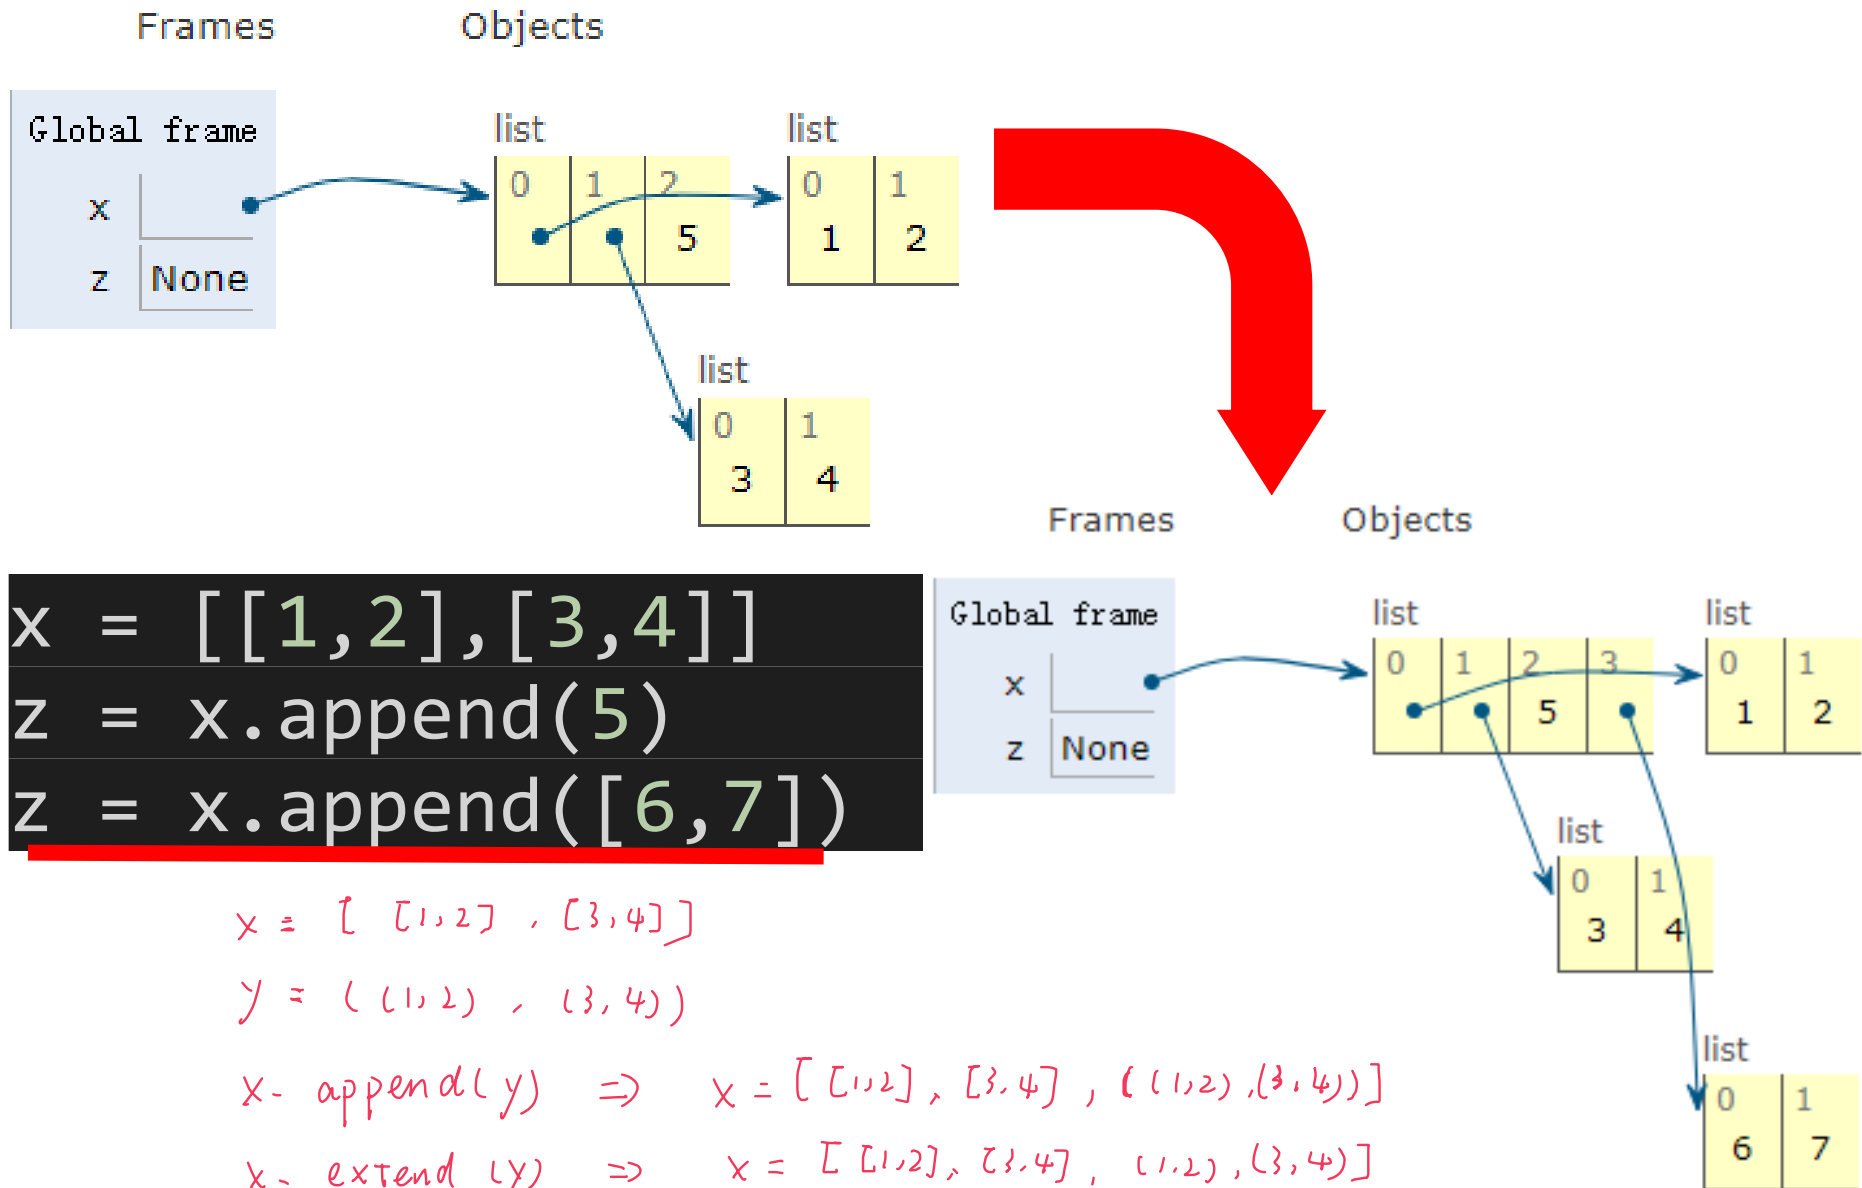 Frames Objects
Global frame
x
z None
list list
0 1 2 0 1
5 1 2
list
0 1
3 4
x = [[1,2],[3,4]]
z = x.append(5)
z = x.append([6,7])
Frames Objects
Global frame
x
z None
list list
0 1 2 3 0 1
5 1 2
list
0 1
3 4
list
0 1
6 7
x = [ [1,2] , [3,4]]
y = ( (1,2) , (3,4))
x. append(y) ⇒ x = [ [1,2], [3,4] , ( (1,2) ,(3,4))]
x. extend (y) ⇒ x = [ [1,2], [3,4] , (1,2) , (3,4)]